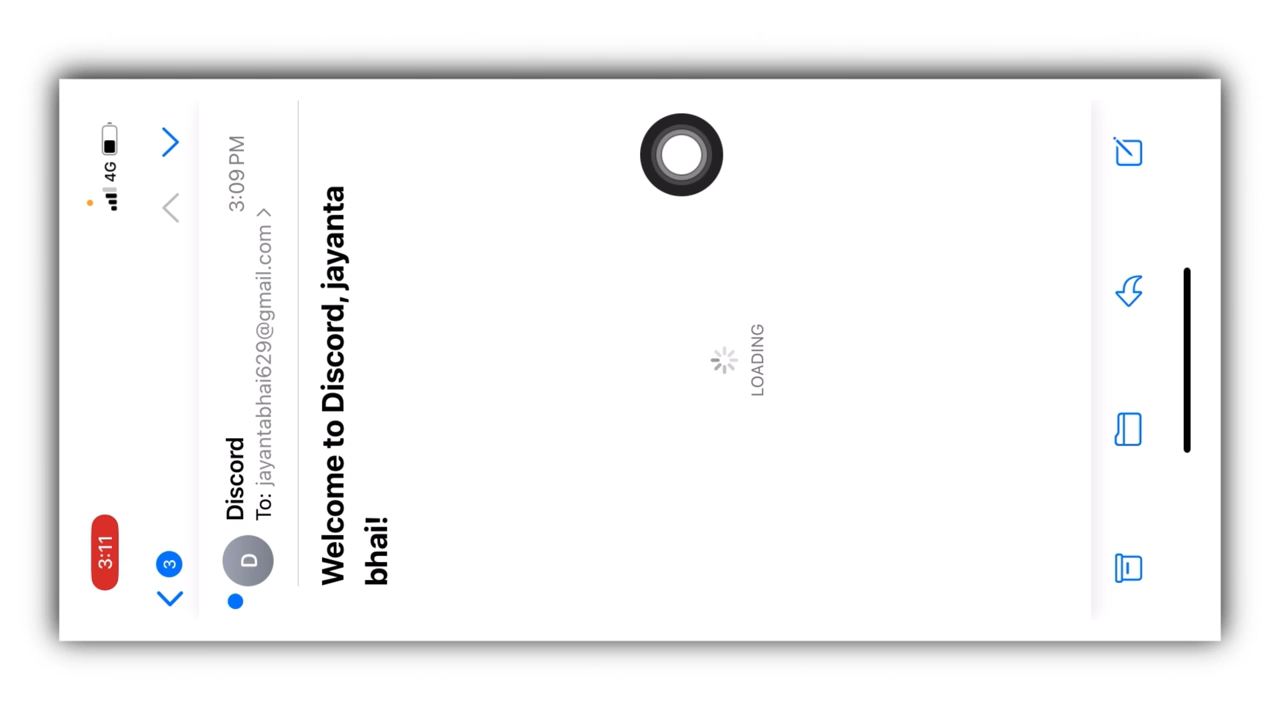 3:11
4G
3
D
Discord
3:09 PM
To: jayantabhai629@gmail.com
Welcome to Discord, jayanta
bhai!
LOADING